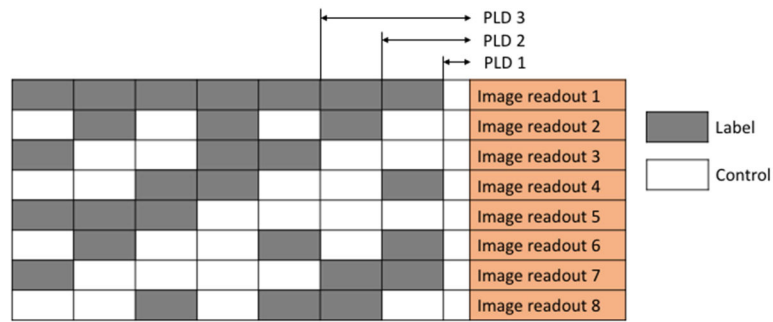 PLD 3
PLD 2
PLD 1
Image readout 1
Image readout 2
Image readout 3
Image readout 4
Image readout 5
Image readout 6
Image readout 7
Image readout 8
Label
Control